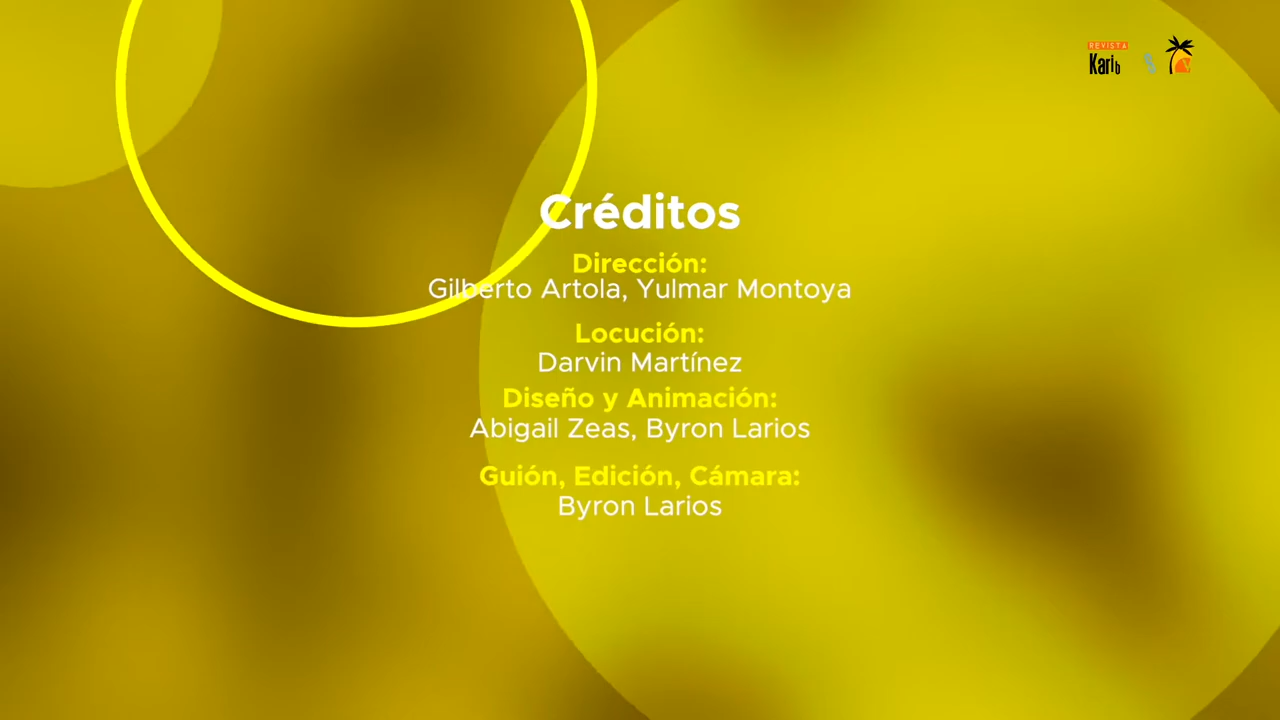 REVISTA
Karib
Créditos
Dirección:
Gilberto Artola, Yulmar Montoya
Locución:
Darvin Martínez
Diseño y Animación:
Abigail Zeas, Byron Larios
Guión, Edición, Cámara:
Byron Larios